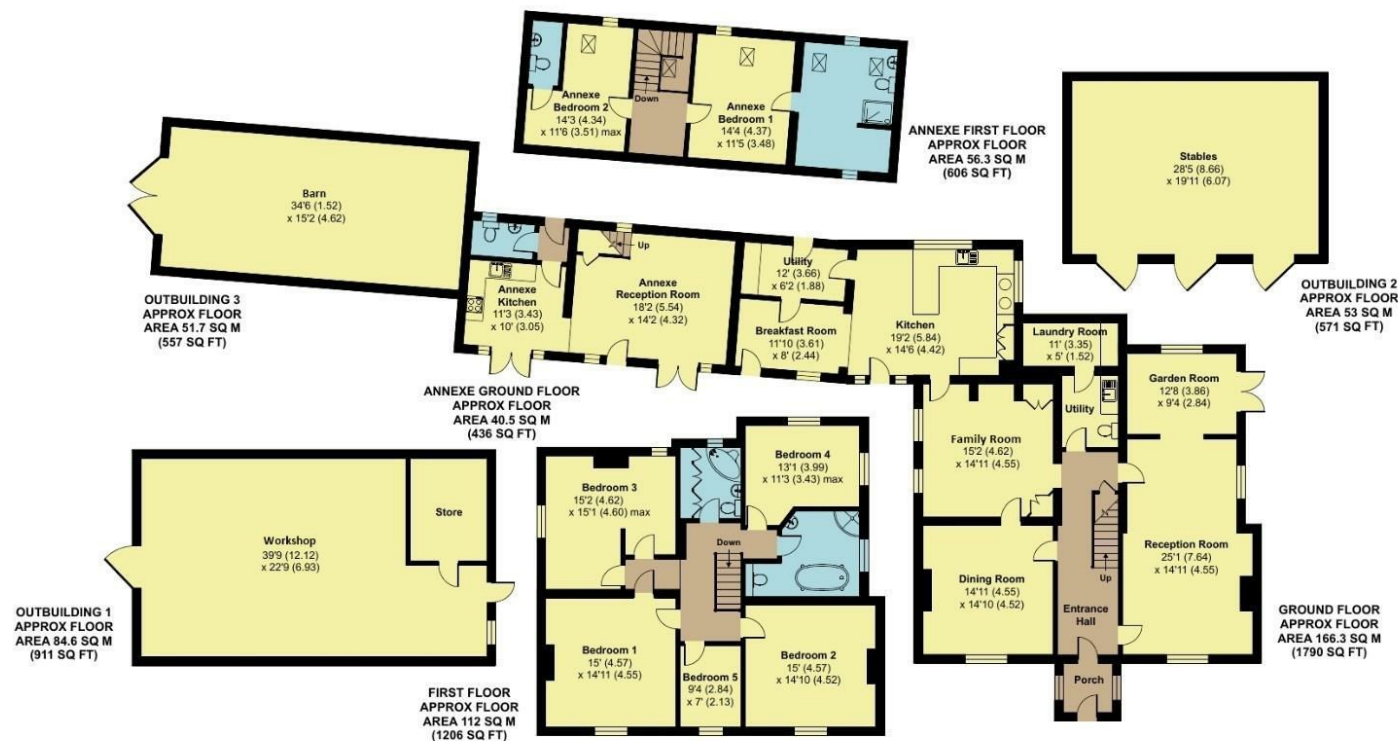 Annexe
Bedroom 2
14'3 (4.34)
x 11'6 (3.51) max
Down
Annexe
Bedroom 1
14'4 (4.37)
x 11'5 (3.48)
ANNEXE FIRST FLOOR
APPROX FLOOR
AREA 56.3 SQ M
(606 SQ FT)
Stables
28'5 (8.66)
x 19'11 (6.07)
OUTBUILDING 2
APPROX FLOOR
AREA 53 SQ M
(571 SQ FT)
Barn
34'6 (1.52)
x 15'2 (4.62)
OUTBUILDING 3
APPROX FLOOR
AREA 51.7 SQ M
(557 SQ FT)
Annexe
Kitchen
11'3 (3.43)
x 10' (3.05)
Up
Annexe
Reception Room
18'2 (5.54)
x 14'2 (4.32)
ANNEXE GROUND FLOOR
APPROX FLOOR
AREA 40.5 SQ M
(436 SQ FT)
Utility
12' (3.66)
x 6'2 (1.88)
Breakfast Room
11'10 (3.61)
x 8' (2.44)
Kitchen
19'2 (5.84)
x 14'6 (4.42)
Laundry Room
11' (3.35)
x 5' (1.52)
Garden Room
12'8 (3.86)
x 9'4 (2.84)
Utility
Family Room
15'2 (4.62)
x 14'11 (4.55)
Dining Room
14'11 (4.55)
x 14'10 (4.52)
Up
Entrance
Hall
Reception Room
25'1 (7.64)
x 14'11 (4.55)
Porch
GROUND FLOOR
APPROX FLOOR
AREA 166.3 SQ M
(1790 SQ FT)
Workshop
39'9 (12.12)
x 22'9 (6.93)
Store
OUTBUILDING 1
APPROX FLOOR
AREA 84.6 SQ M
(911 SQ FT)
Bedroom 3
15'2 (4.62)
x 15'1 (4.60) max
Bedroom 4
13'1 (3.99)
x 11'3 (3.43) max
Down
Bedroom 1
15' (4.57)
x 14'11 (4.55)
Bedroom 5
9'4 (2.84)
x 7' (2.13)
Bedroom 2
15' (4.57)
x 14'10 (4.52)
FIRST FLOOR
APPROX FLOOR
AREA 112 SQ M
(1206 SQ FT)